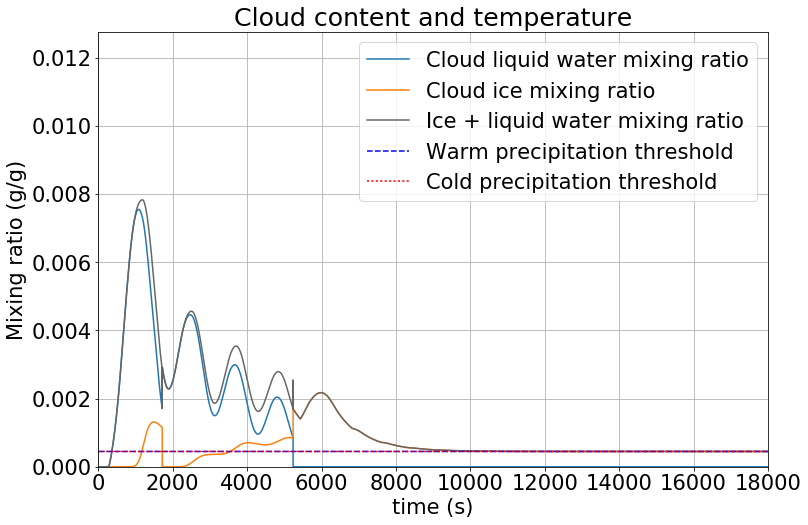 Cloud content and temperature
Cloud liquid water mixing ratio
Cloud ice mixing ratio
Ice + liquid water mixing ratio
Warm precipitation threshold
Cold precipitation threshold
Mixing ratio (g/g)
0.012
0.010
0.008
0.006
0.004
0.002
0.000
0 2000 4000 6000 8000 10000 12000 14000 16000 18000
time (s)